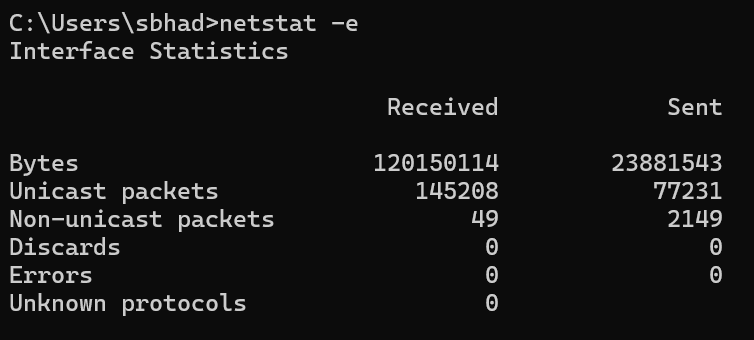 C:\Users\sbhad>netstat -e
Interface Statistics
Received Sent
Bytes 120150114 23881543
Unicast packets 145208 77231
Non-unicast packets 49 2149
Discards 0 0
Errors 0 0
Unknown protocols 0